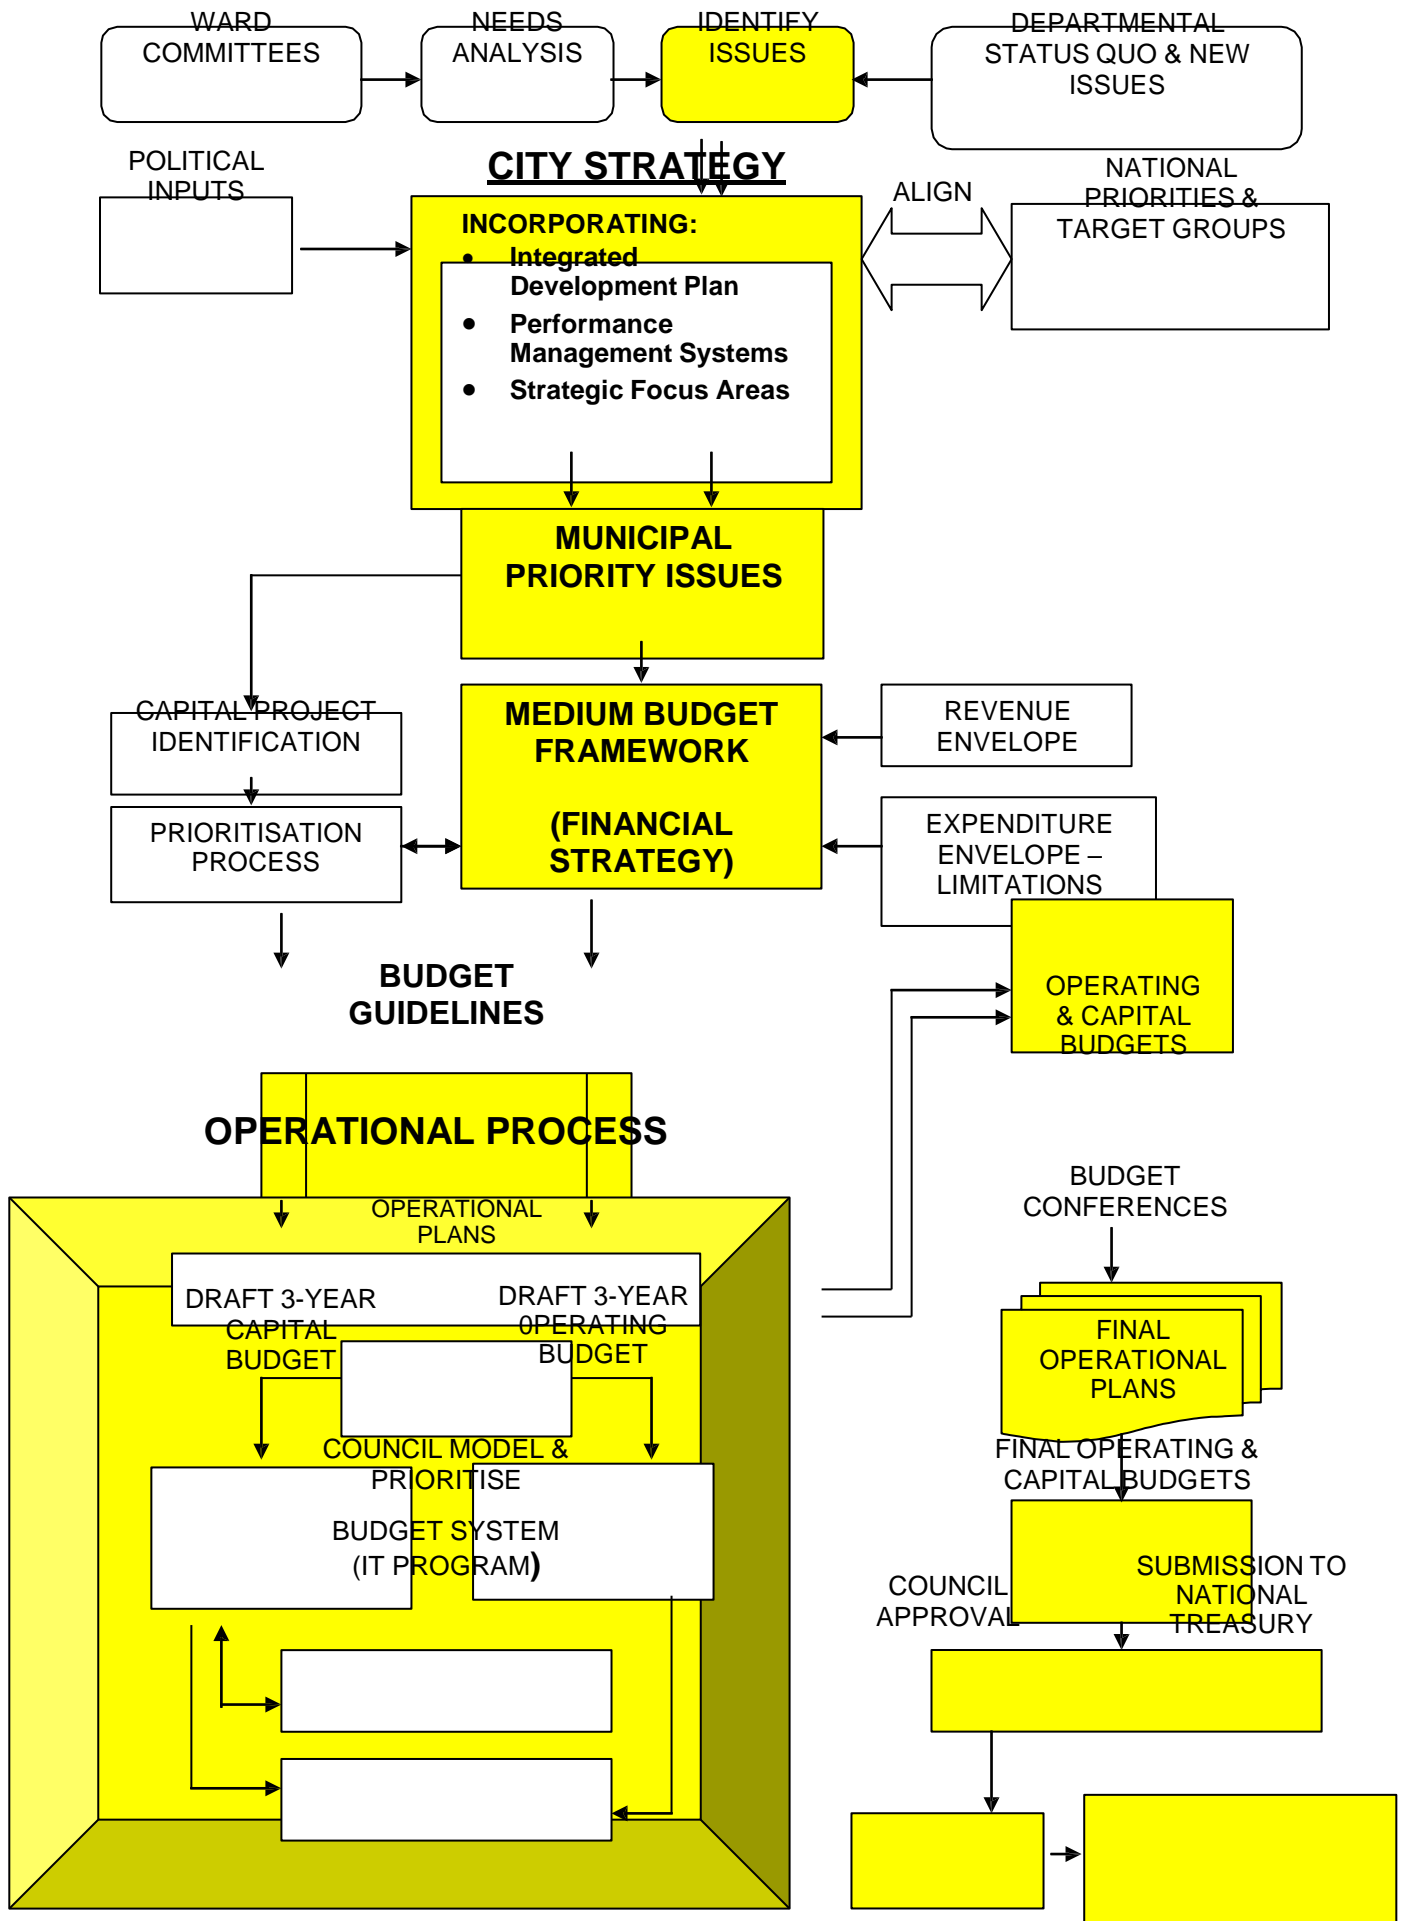 WARD
COMMITTEES
NEEDS
ANALYSIS
IDENTIFY
ISSUES
DEPARTMENTAL
STATUS QUO & NEW
ISSUES
POLITICAL
INPUTS
CITY STRATEGY
ALIGN
NATIONAL
PRIORITIES &
TARGET GROUPS
INCORPORATING:
• Integrated
Development Plan
• Performance
Management Systems
• Strategic Focus Areas
MUNICIPAL
PRIORITY ISSUES
CAPITAL PROJECT
IDENTIFICATION
MEDIUM BUDGET
FRAMEWORK
(FINANCIAL
STRATEGY)
REVENUE
ENVELOPE
PRIORITISATION
PROCESS
EXPENDITURE
ENVELOPE –
LIMITATIONS
BUDGET
GUIDELINES
OPERATING
& CAPITAL
BUDGETS
OPERATIONAL PROCESS
OPERATIONAL
PLANS
BUDGET
CONFERENCES
DRAFT 3-YEAR
CAPITAL
BUDGET
DRAFT 3-YEAR
0PERATING
BUDGET
FINAL
OPERATIONAL
PLANS
COUNCIL MODEL &
PRIORITISE
FINAL OPERATING &
CAPITAL BUDGETS
BUDGET SYSTEM
(IT PROGRAM)
COUNCIL
APPROVAL
SUBMISSION TO
NATIONAL
TREASURY